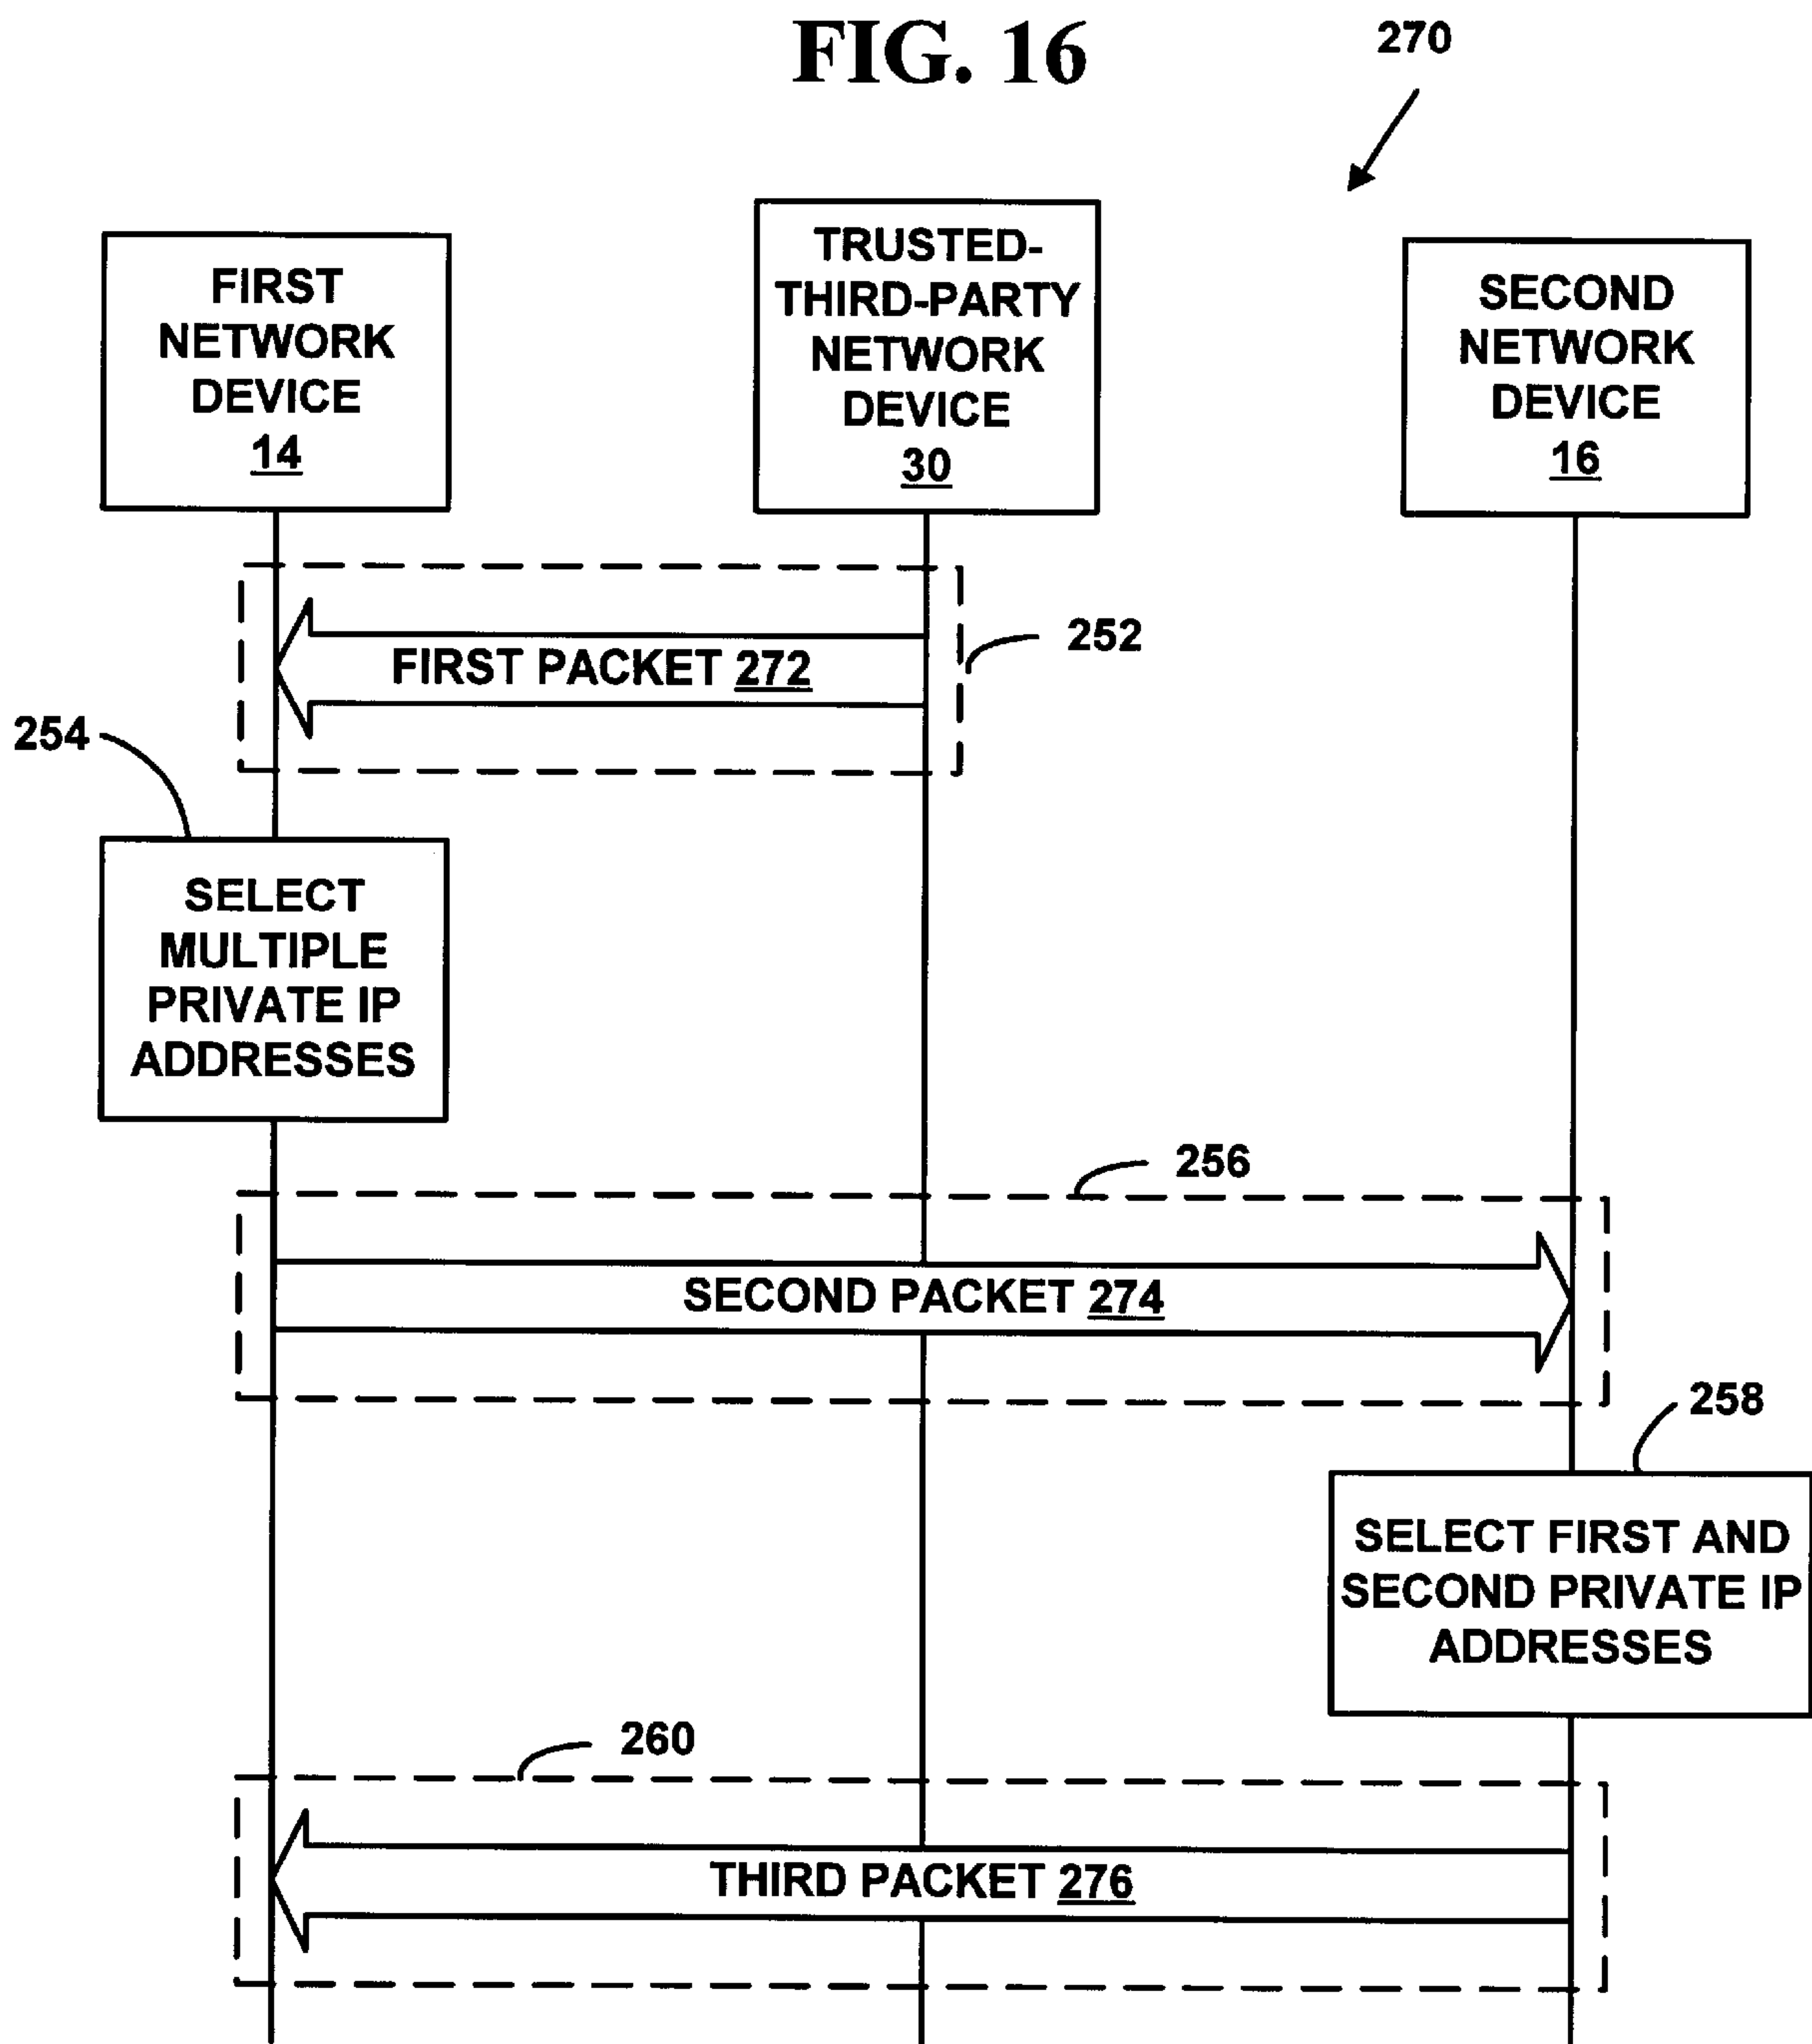 FIG. 16
270
FIRST
NETWORK
DEVICE
14
TRUSTED-
THIRD-PARTY
NETWORK
DEVICE
30
SECOND
NETWORK
DEVICE
16
252
FIRST PACKET 272
254
SELECT
MULTIPLE
PRIVATE IP
ADDRESSES
256
SECOND PACKET 274
258
SELECT FIRST AND
SECOND PRIVATE IP
ADDRESSES
260
THIRD PACKET 276